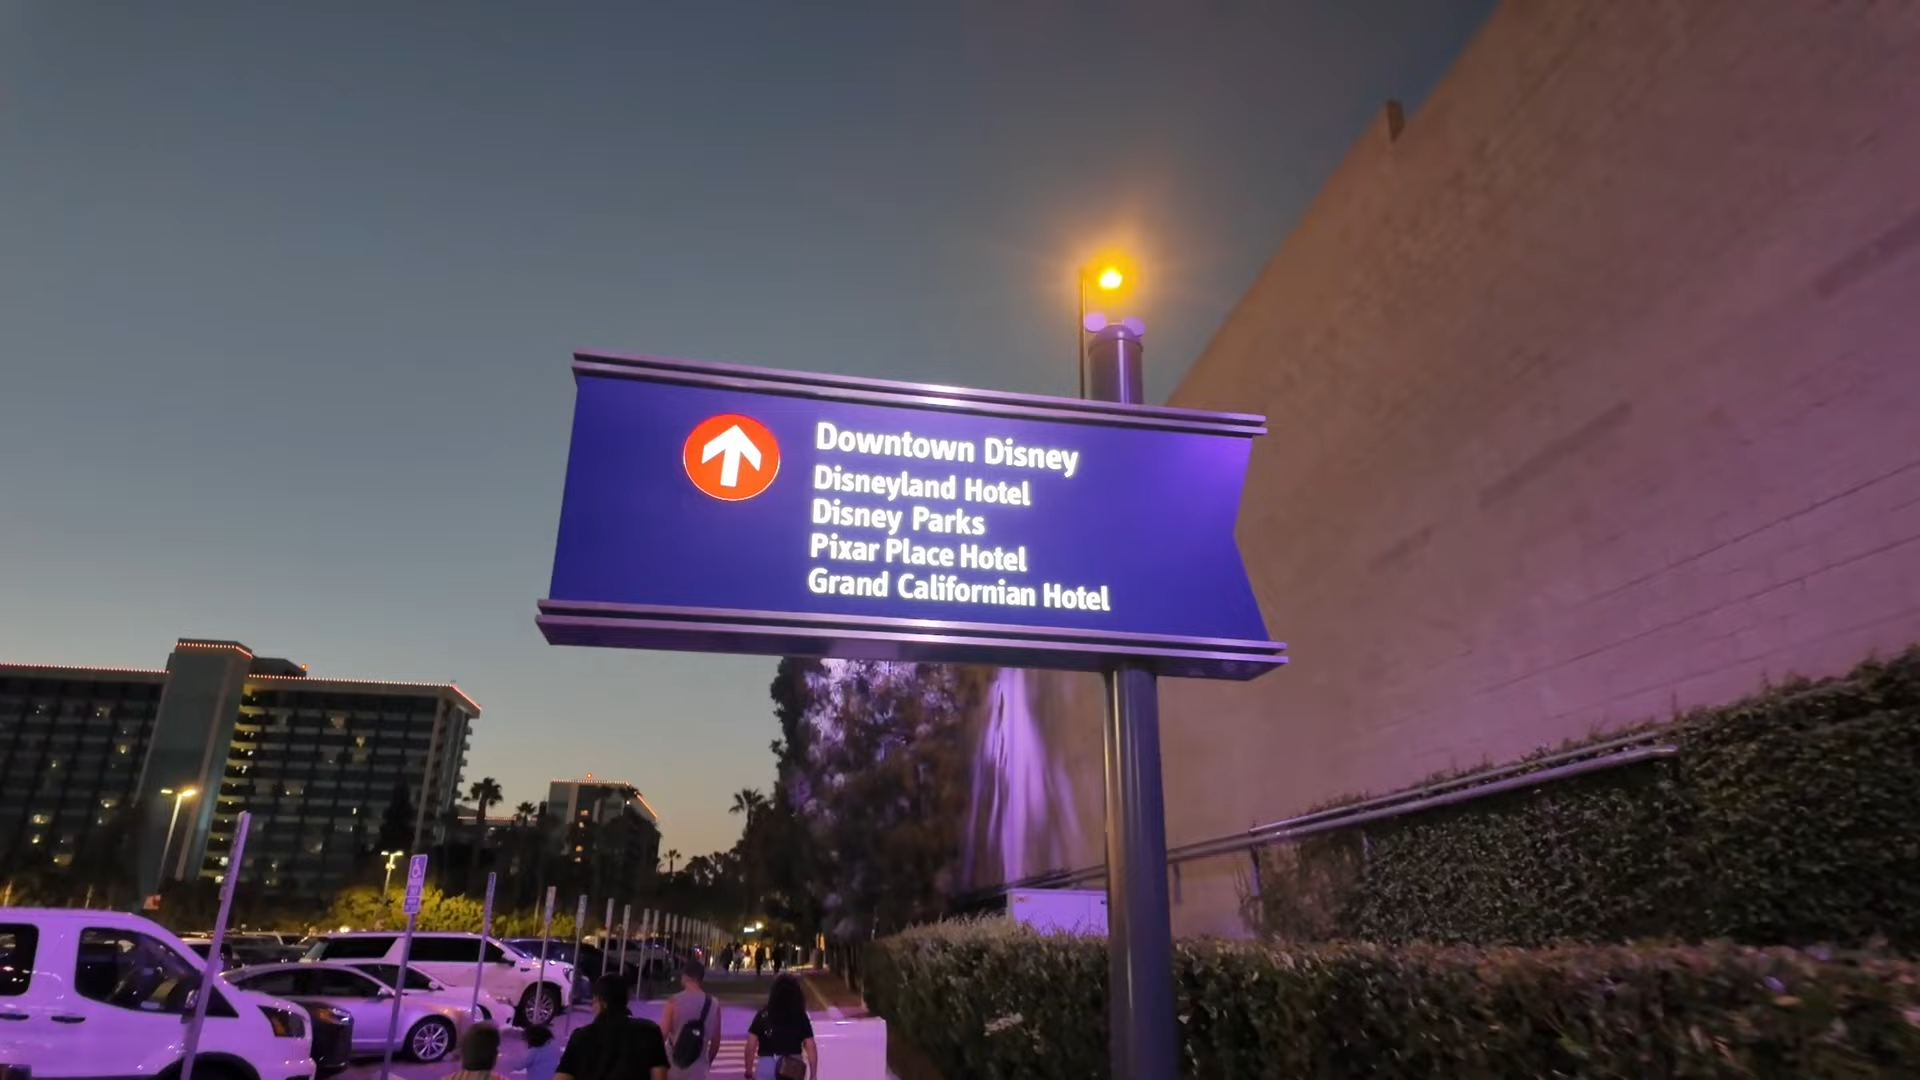 Downtown Disney
Disneyland Hotel
Disney Parks
Pixar Place Hotel
Grand Californian Hotel